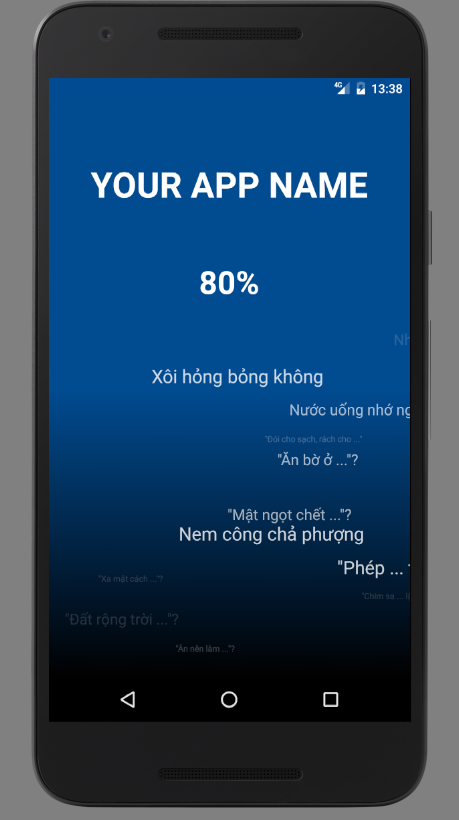 4G 13:38
YOUR APP NAME
80%
Nh
Xôi hỏng bỏng không
Nước uống nhớ ng
"Đói cho sạch, rách cho ..."
"Ăn bờ ở ..."?
"Mật ngọt chết ..."?
Nem công chả phượng
"Phép ...
"Xa mặt cách ..."?
"Chim sa ...
"Đất rộng trời ..."?
"Ăn nên làm ..."?